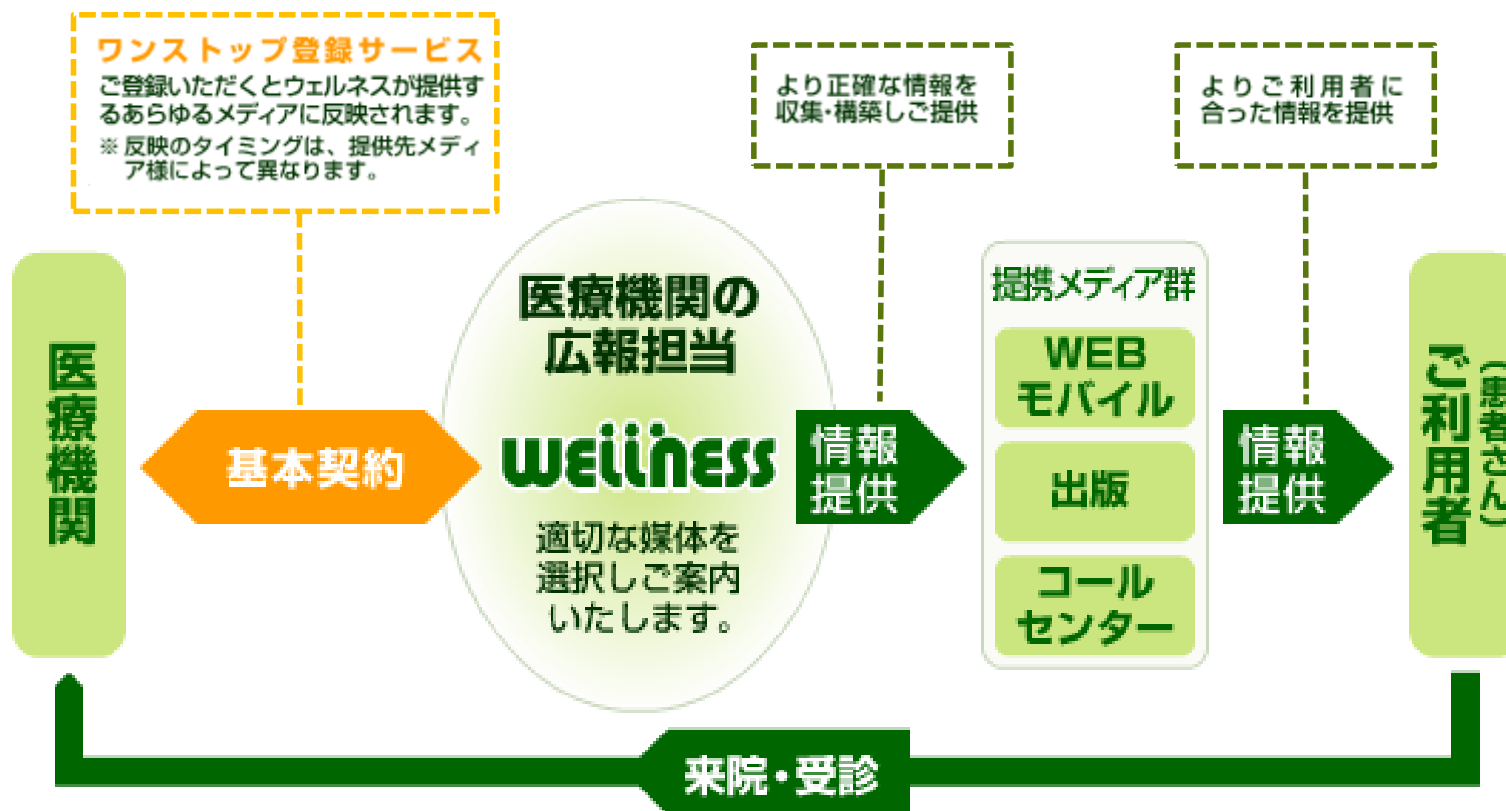 ワンストップ登録サービス
ご登録いただくとウェルネスが提供す
るあらゆるメディアに反映されます。
※反映のタイミングは、提供先メディ
ア様によって異なります。
より正確な情報を
収集・構築しご提供
よりご利用者に
合った情報を提供
医療機関
基本契約
医療機関の
広報担当
wellness
適切な媒体を
選択しご案内
いたします。
情報
提供
提携メディア群
WEB
モバイル
出版
コール
センター
情報
提供
ご利用者
(患者さん)
来院・受診